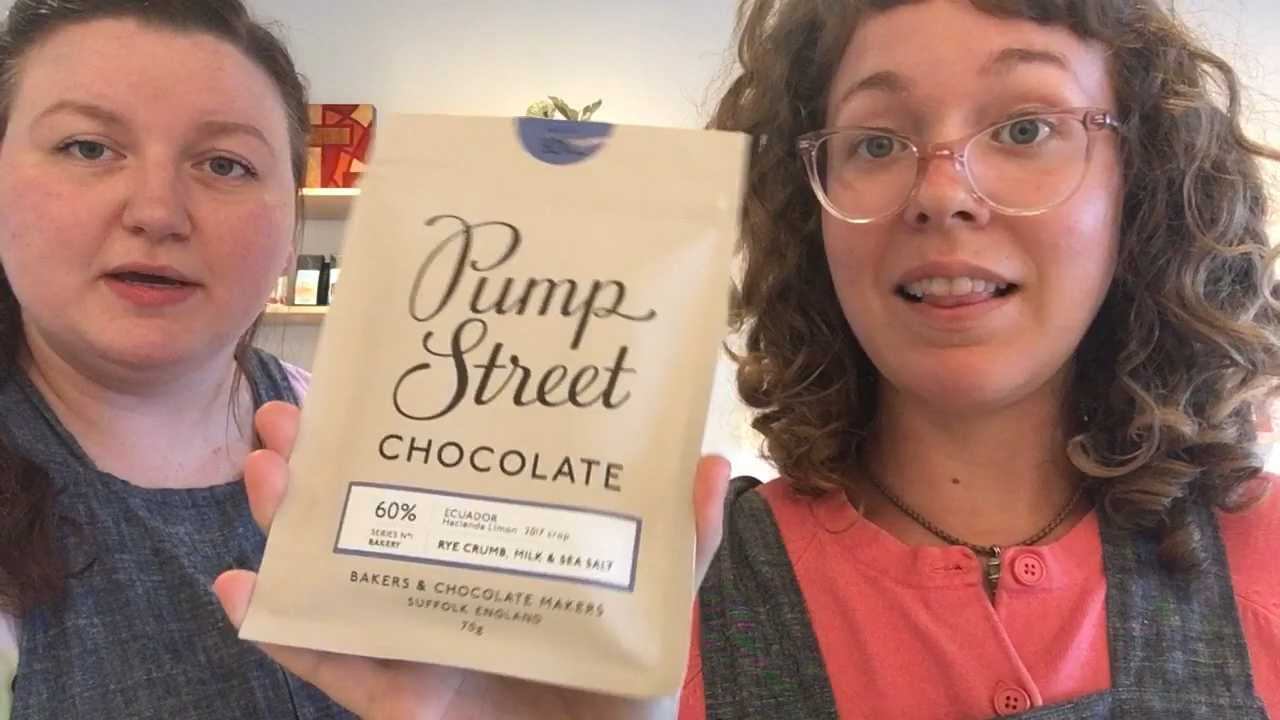 Pump
Street
CHOCOLATE
60%
SERIES Nº1
BAKERY
ECUADOR
Hacienda Limon 2017 crop
RYE CRUMB, MILK & SEA SALT
BAKERS & CHOCOLATE MAKERS
SUFFOLK ENGLAND
70g